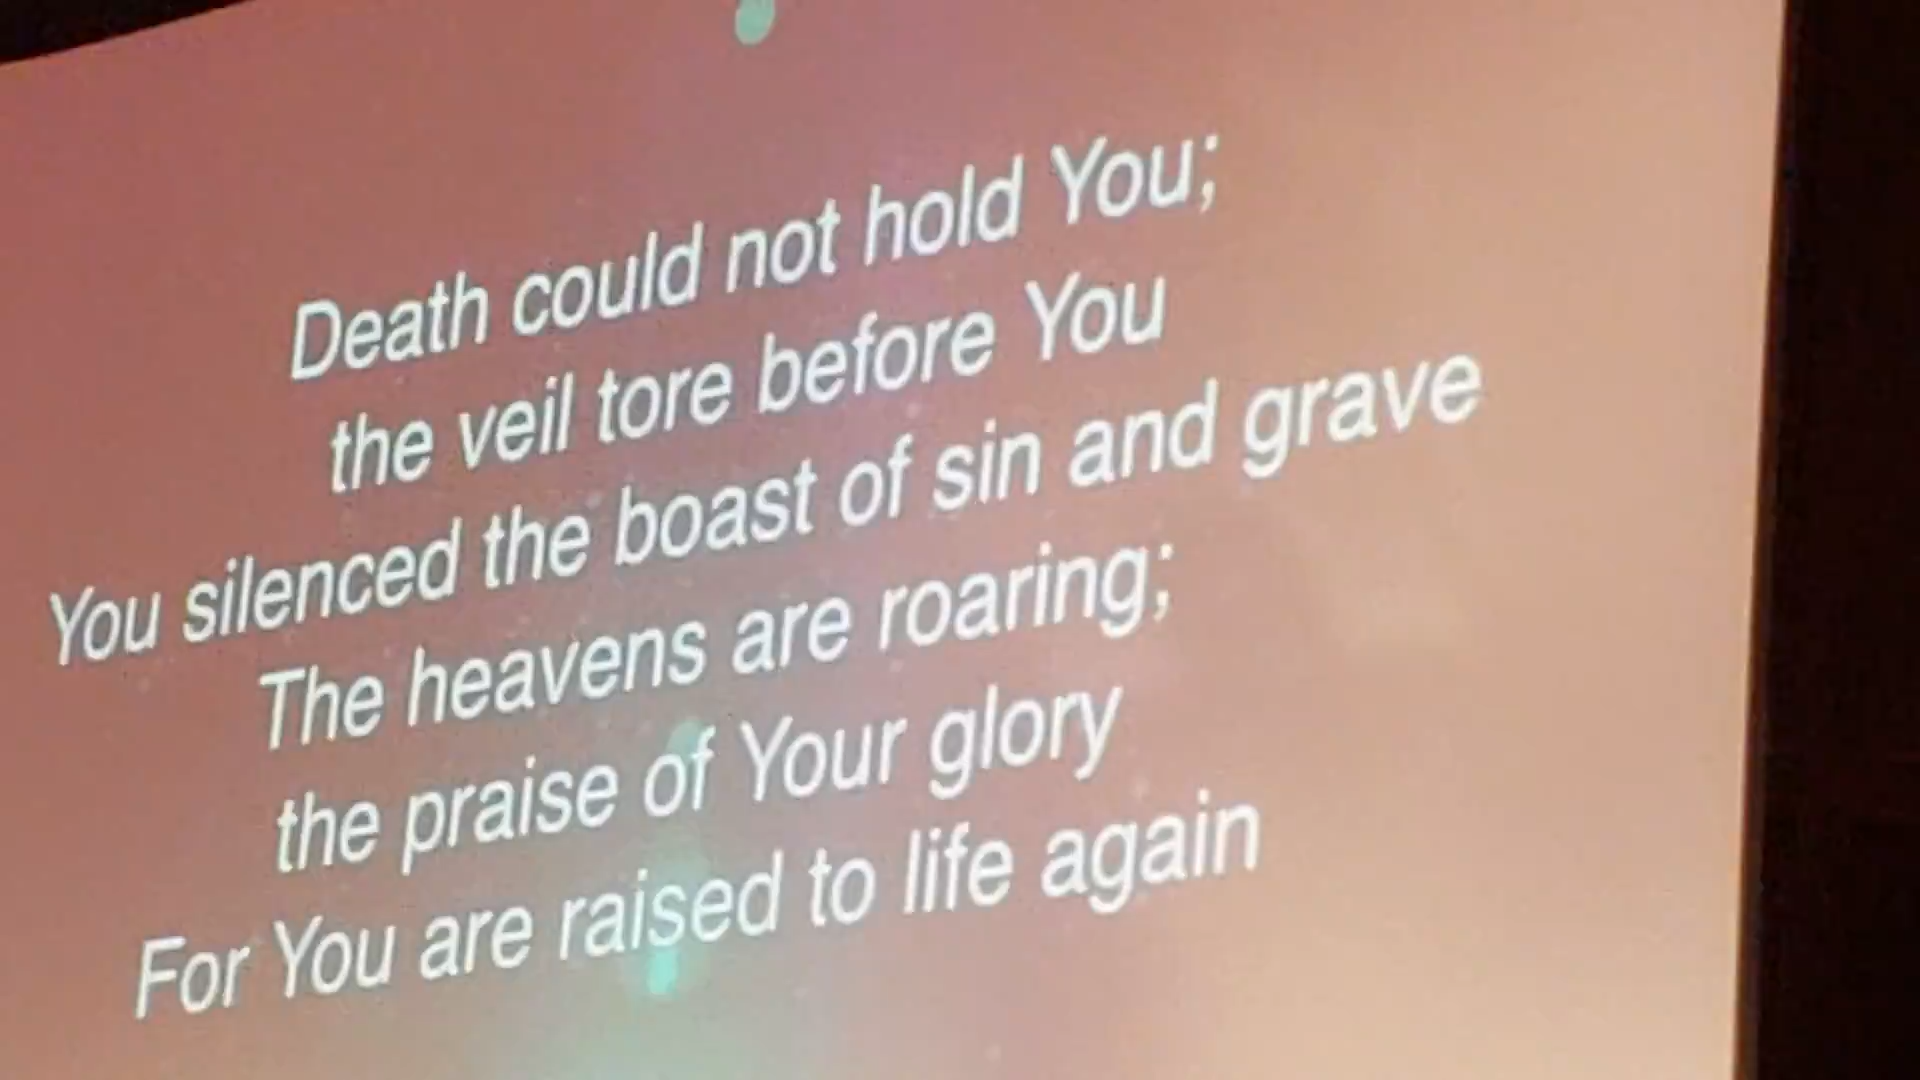 Death could not hold You;
the veil tore before You
You silenced the boast of sin and grave
The heavens are roaring;
the praise of Your glory
For You are raised to life again